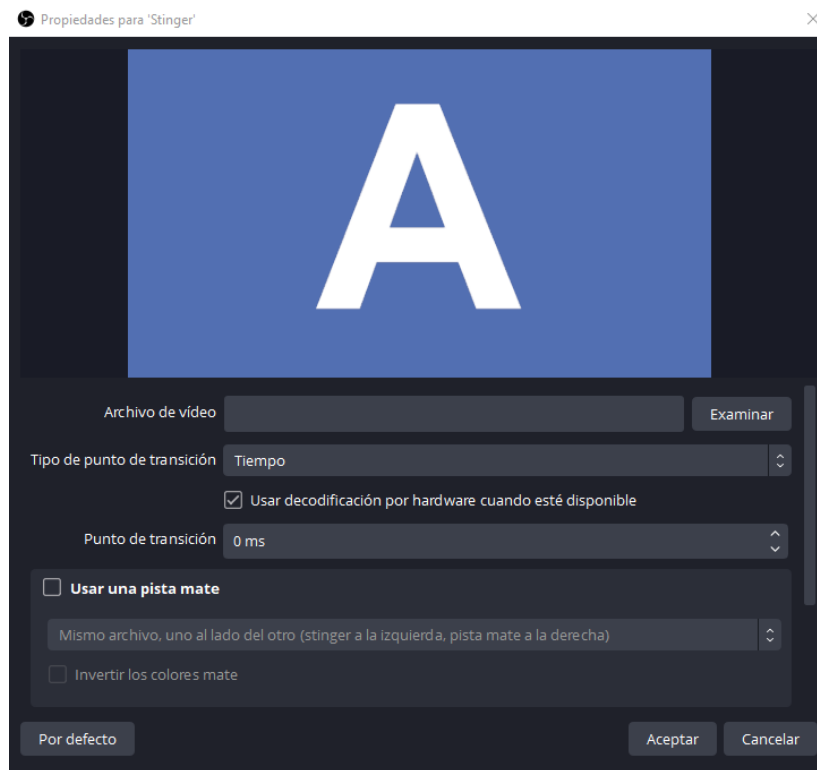 Propiedades para 'Stinger'
A
Archivo de vídeo
Examinar
Tipo de punto de transición
Tiempo
Usar decodificación por hardware cuando esté disponible
Punto de transición
0 ms
Usar una pista mate
Mismo archivo, uno al lado del otro (stinger a la izquierda, pista mate a la derecha)
Invertir los colores mate
Por defecto
Aceptar
Cancelar